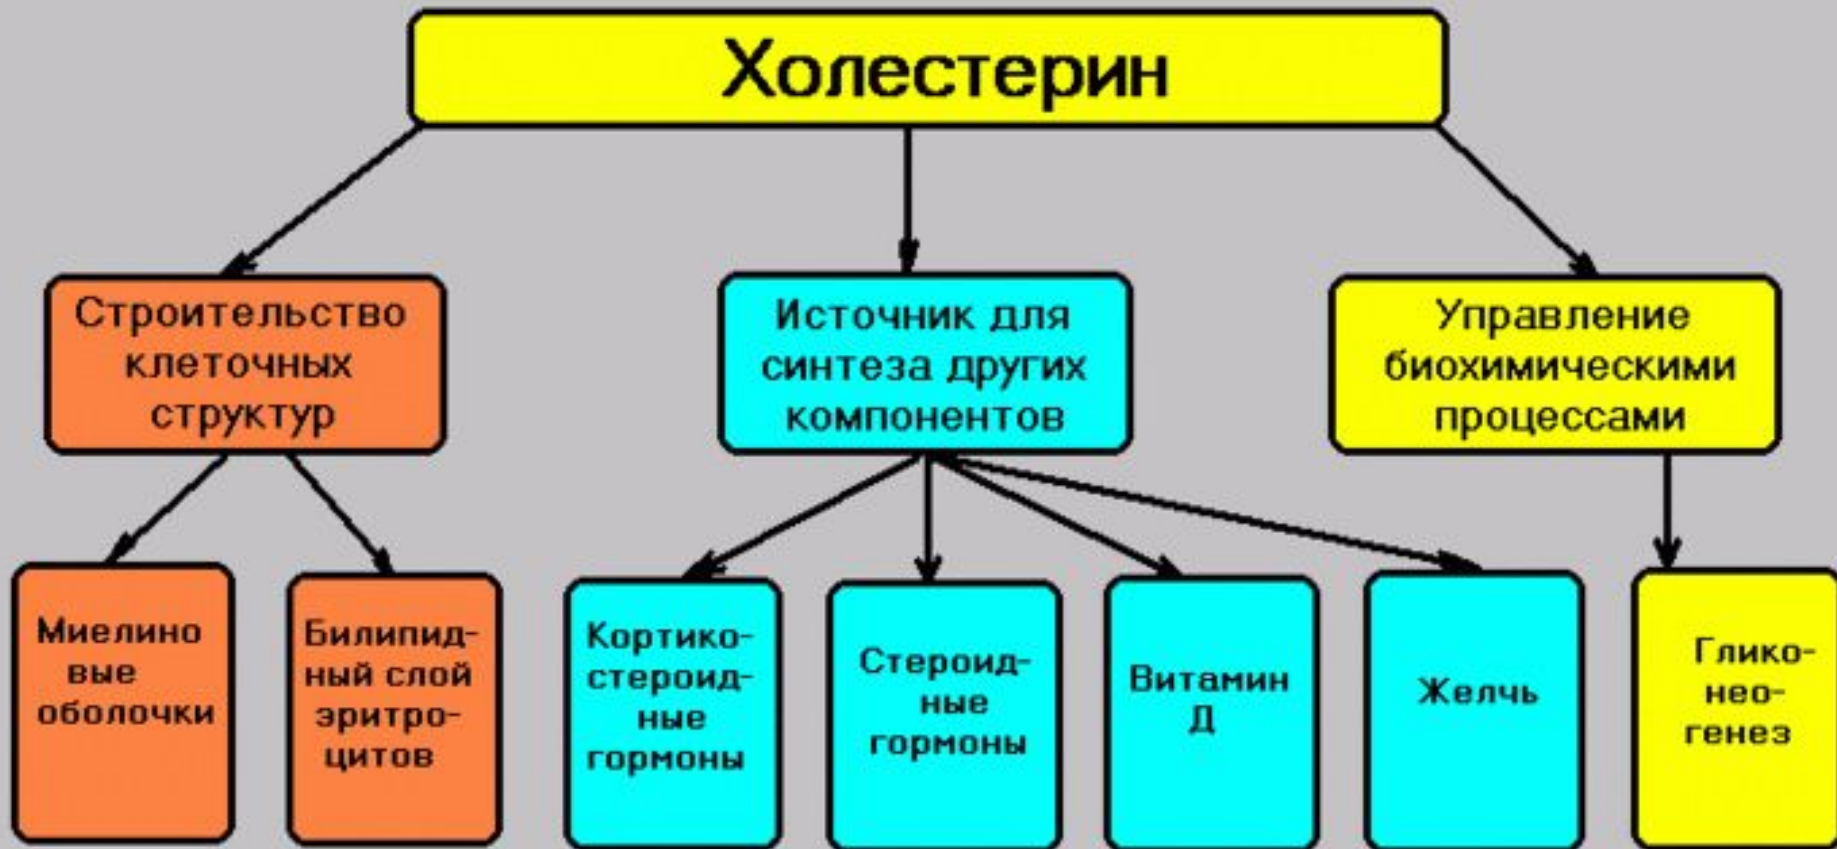 Холестерин
Строительство
клеточных
структур
Источник для
синтеза других
компонентов
Управление
биохимическими
процессами
Миелино
вые
оболочки
Билипид-
ный слой
эритро-
цитов
Кортико-
стероид-
ные
гормоны
Стероид-
ные
гормоны
Витамин
Д
Желчь
Глико-
нео-
генез